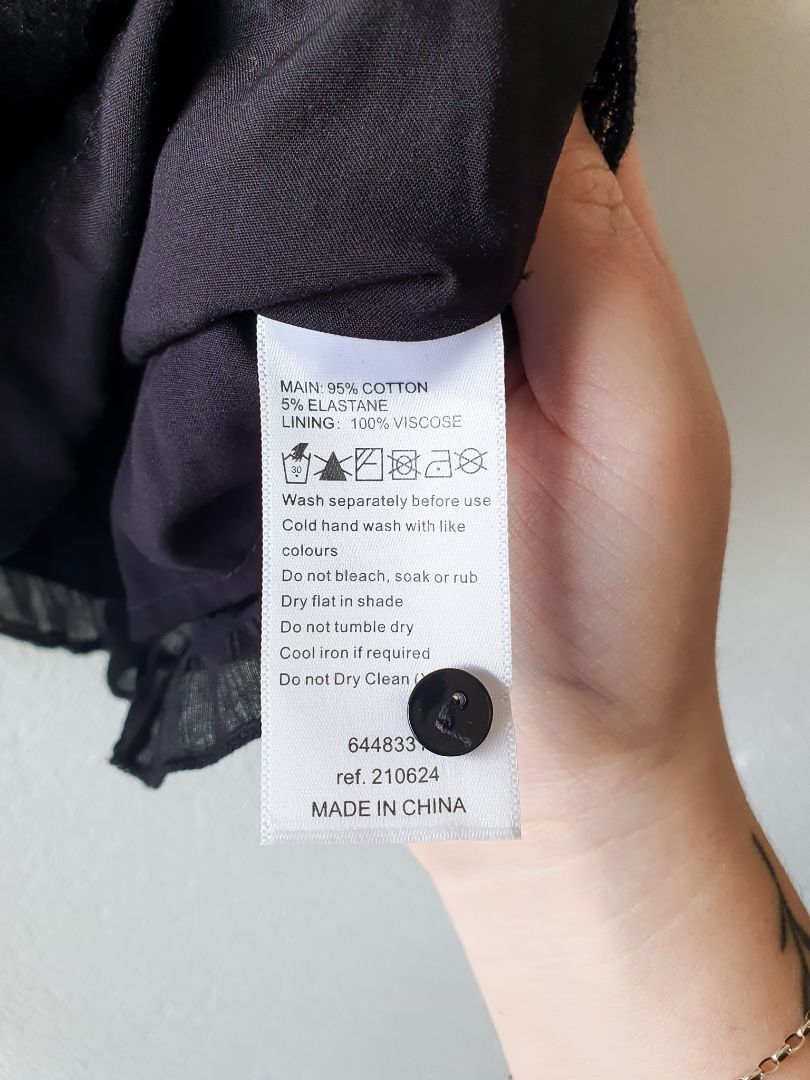 MAIN: 95% COTTON
5% ELASTANE
LINING: 100% VISCOSE
30
Wash separately before use
Cold hand wash with like
colours
Do not bleach, soak or rub
Dry flat in shade
Do not tumble dry
Cool iron if required
Do not Dry Clean
ref. 210624
MADE IN CHINA